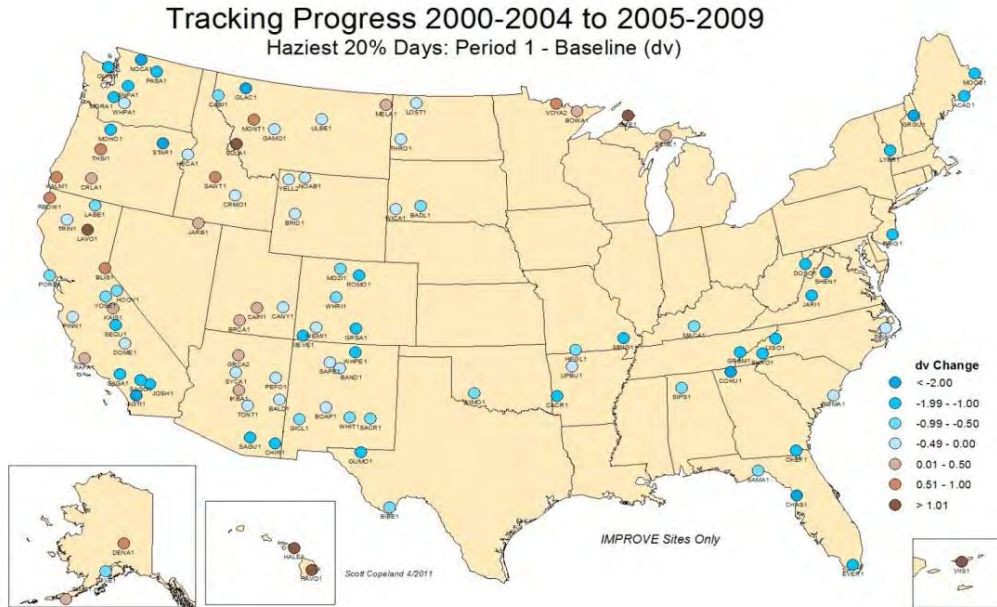 Tracking Progress 2000-2004 to 2005-2009
Haziest 20% Days: Period 1 - Baseline (dv)
NOCA1
PASA1
WHPA1
MORA1
GLAC1
CABI1
MONT1
GAMO1
ULBE1
MELA1
LOST1
VOYA2
BOWA1
SENE1
MOOS1
ACAD1
GRGU1
LYBR1
MOHO1
THSI1
STAR1
HECA1
SULA1
THRO1
KALM1
CRLA1
SAWT1
CRMO1
YELL2
NOAB1
BRID1
WICA1
BADL1
REDW1
LABE1
TRIN1
LAVO1
JARB1
BLIS1
MOZI1
ROMO1
WHRI1
BRIG1
DOSO1
SHEN1
JARI1
PORE1
HOOV1
YOSE1
KAIS1
SEQU1
PINN1
DOME1
RAFA1
CAPI1
CANY1
BRCA1
WEMI1
MEVE1
GRSA1
WHPE1
MACA1
MING1
HEGL1
UPBU1
LIGO1
GRSM1
COHU1
SAGA1
JOSH1
AGTI1
GRCA2
SYCA1
IKBA1
TONT1
PEFO1
BALD1
SAPE1
BAND1
BOAP1
GICL1
WHIT1
SACR1
WIMO1
CACR1
SIPS1
SAGU1
CHIR1
GUMO1
BIBE1
OKEF1
SAMA1
CHAS1
EVER1
dv Change
< -2.00
-1.99 - -1.00
-0.99 - -0.50
-0.49 - 0.00
0.01 - 0.50
0.51 - 1.00
> 1.01
DENA1
HALE1
HAVO1
Scott Copeland 4/2011
IMPROVE Sites Only
VIIS1